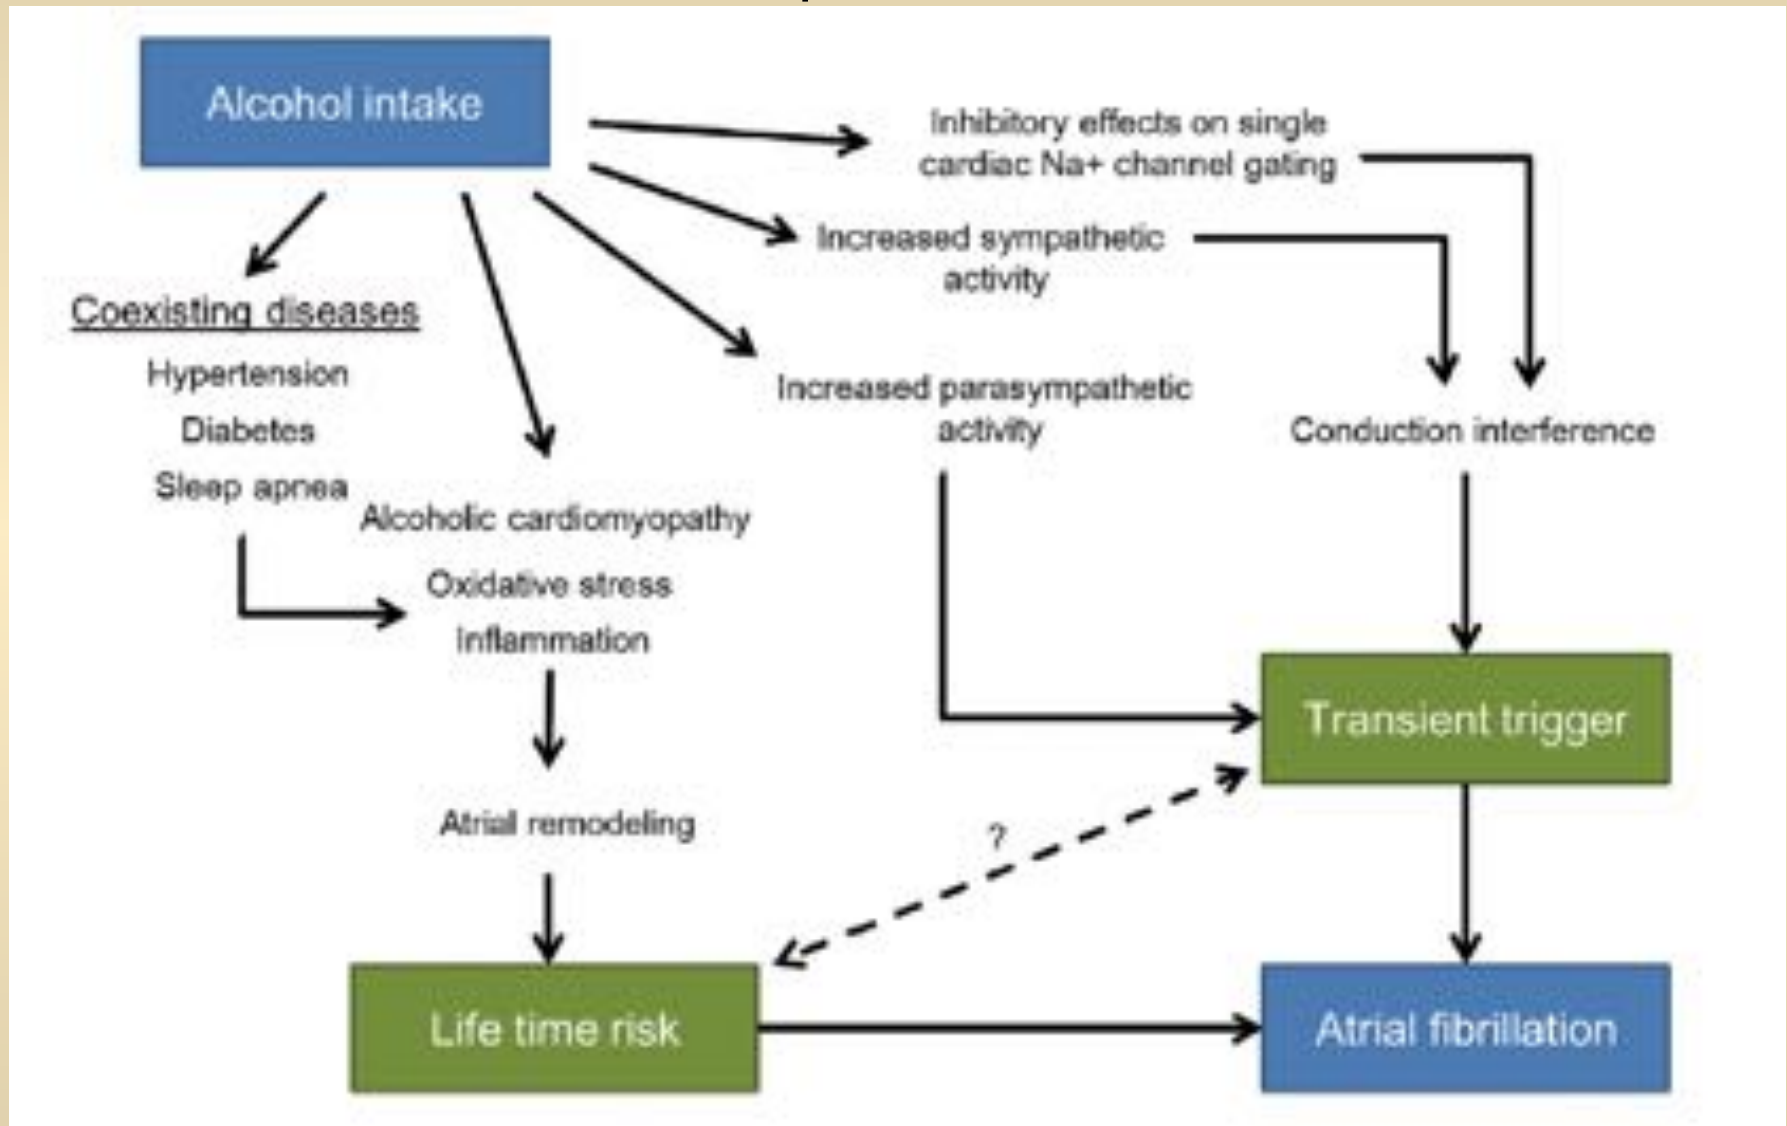 Alcohol intake
Inhibitory effects on single
cardiac Na+ channel gating
Increased sympathetic
activity
Coexisting diseases
Hypertension
Diabetes
Sleep apnea
Increased parasympathetic
activity
Conduction interference
Alcoholic cardiomyopathy
Oxidative stress
Inflammation
Transient trigger
Atrial remodeling
?
Life time risk
Atrial fibrillation